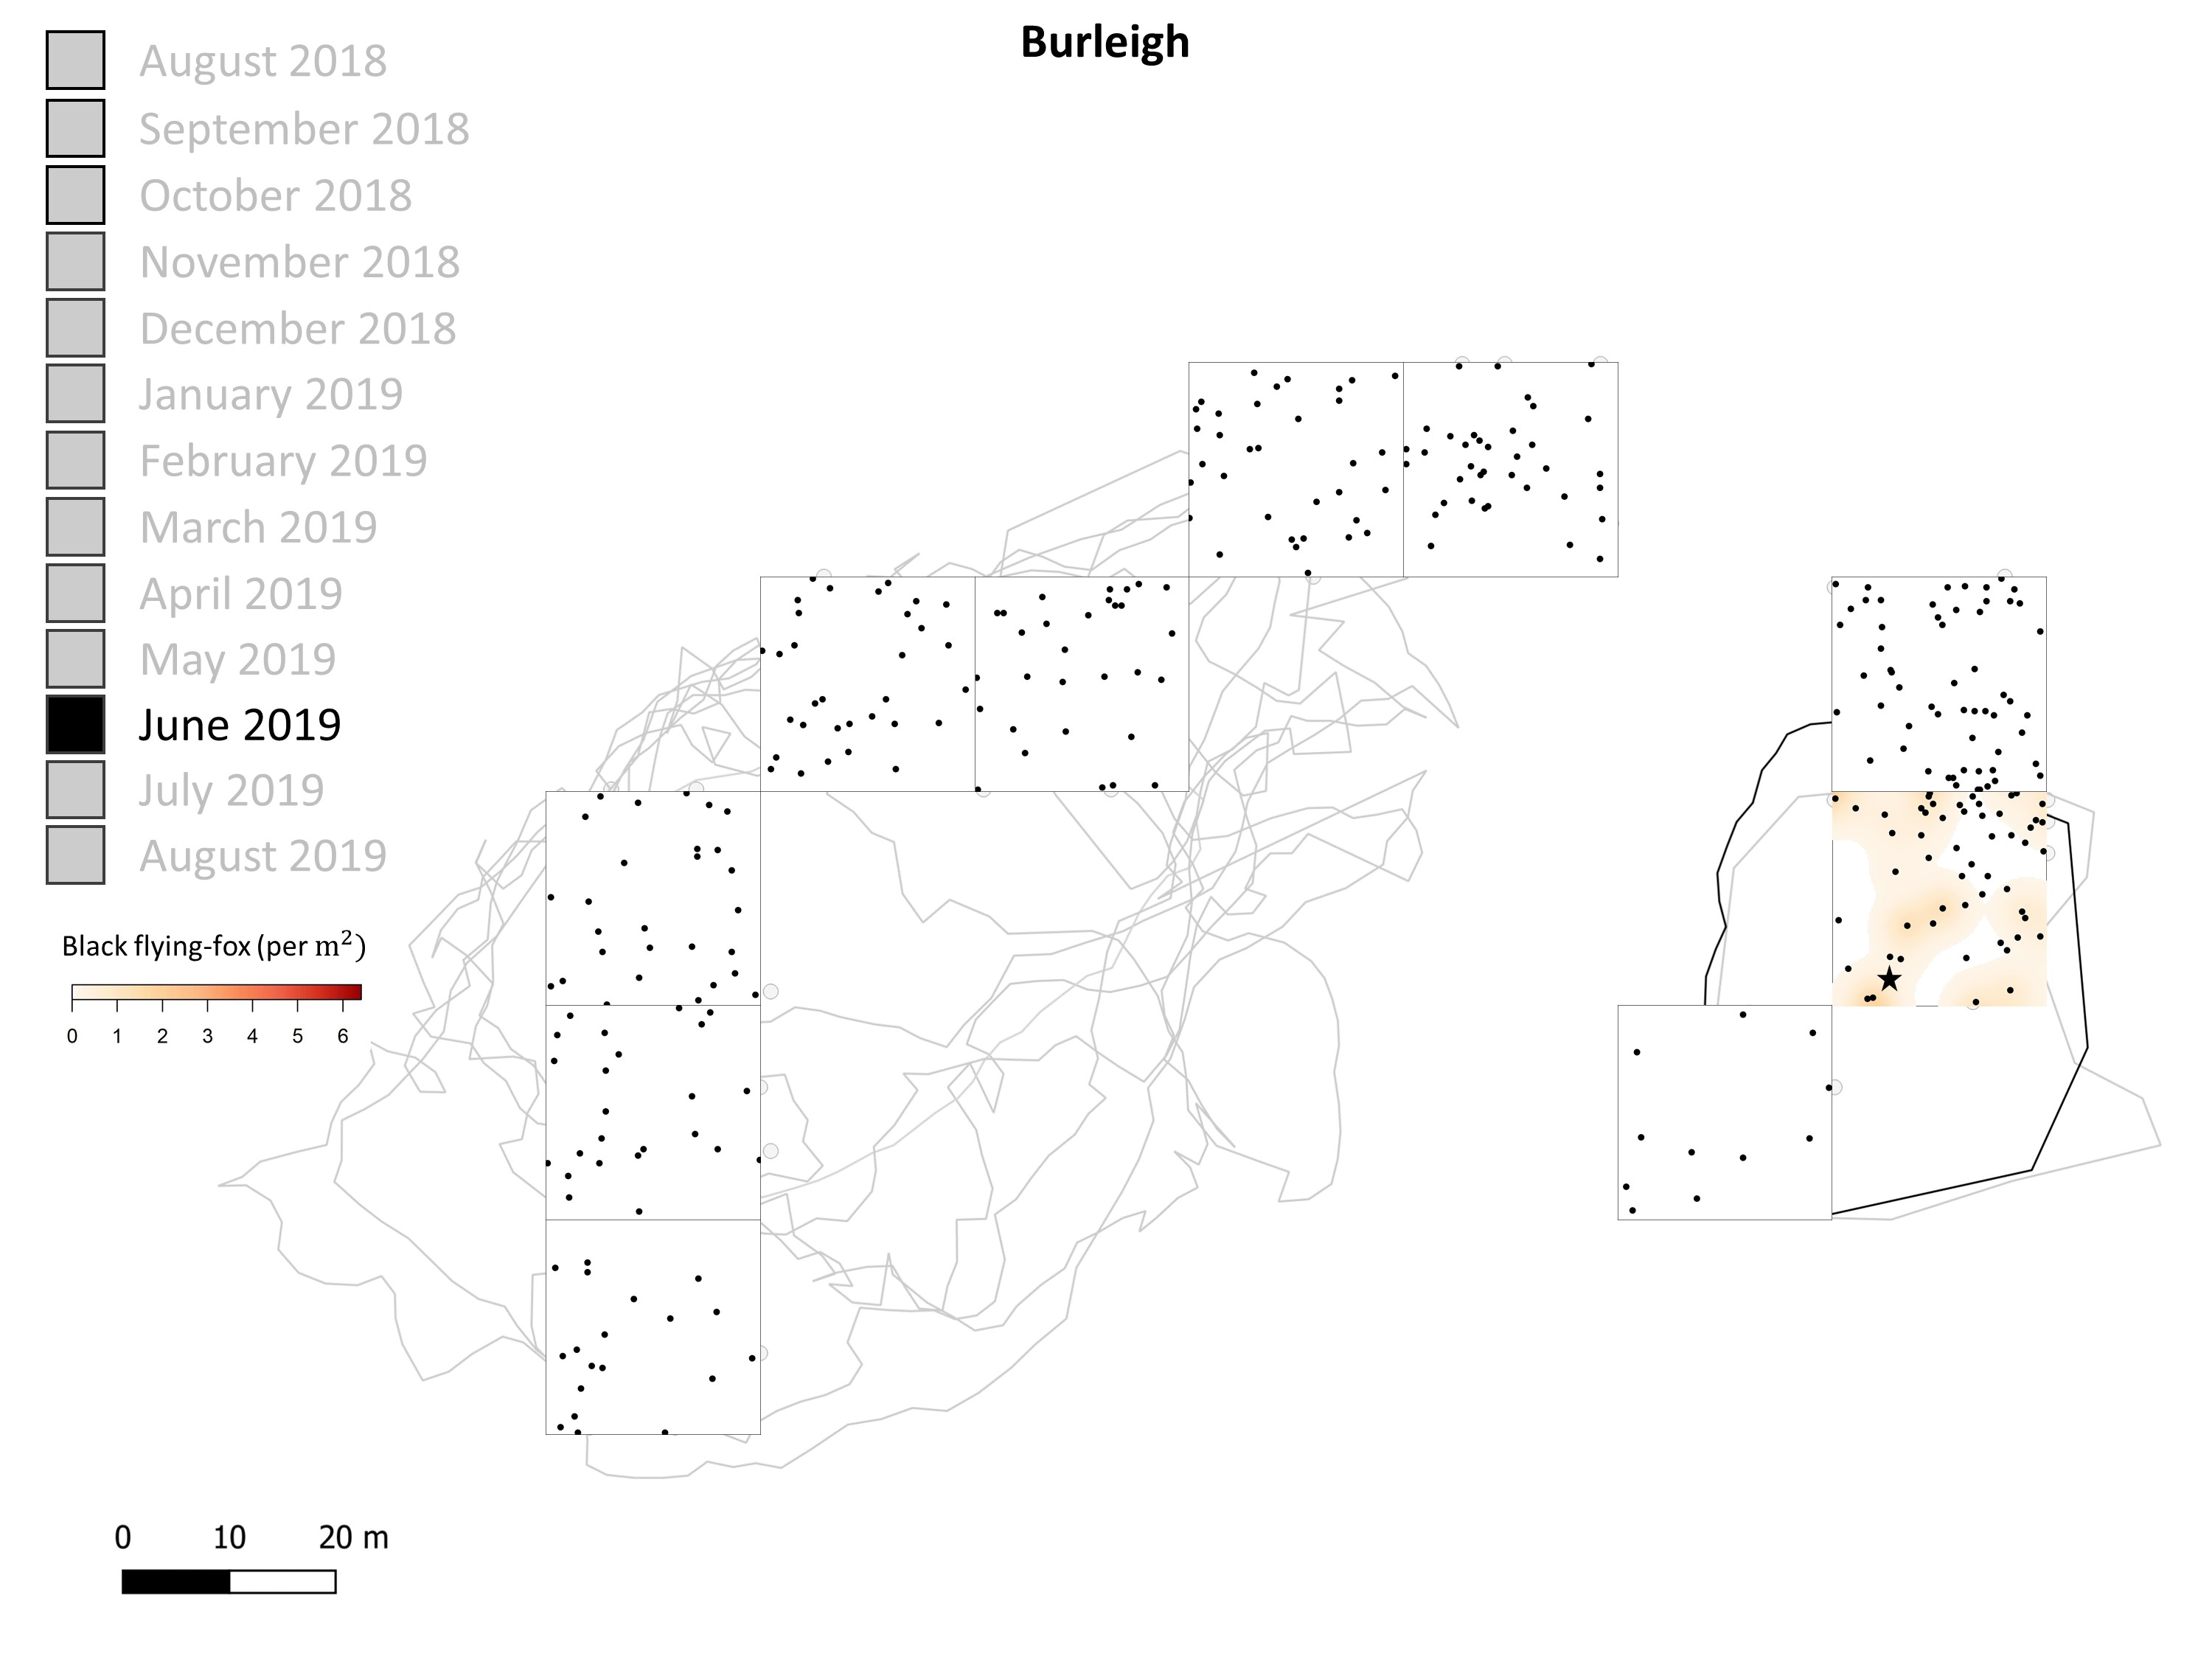 Burleigh
August 2018
September 2018
October 2018
November 2018
December 2018
January 2019
February 2019
March 2019
April 2019
May 2019
June 2019
July 2019
August 2019
Black flying-fox (per m²)
0 1 2 3 4 5 6
0 10 20 m